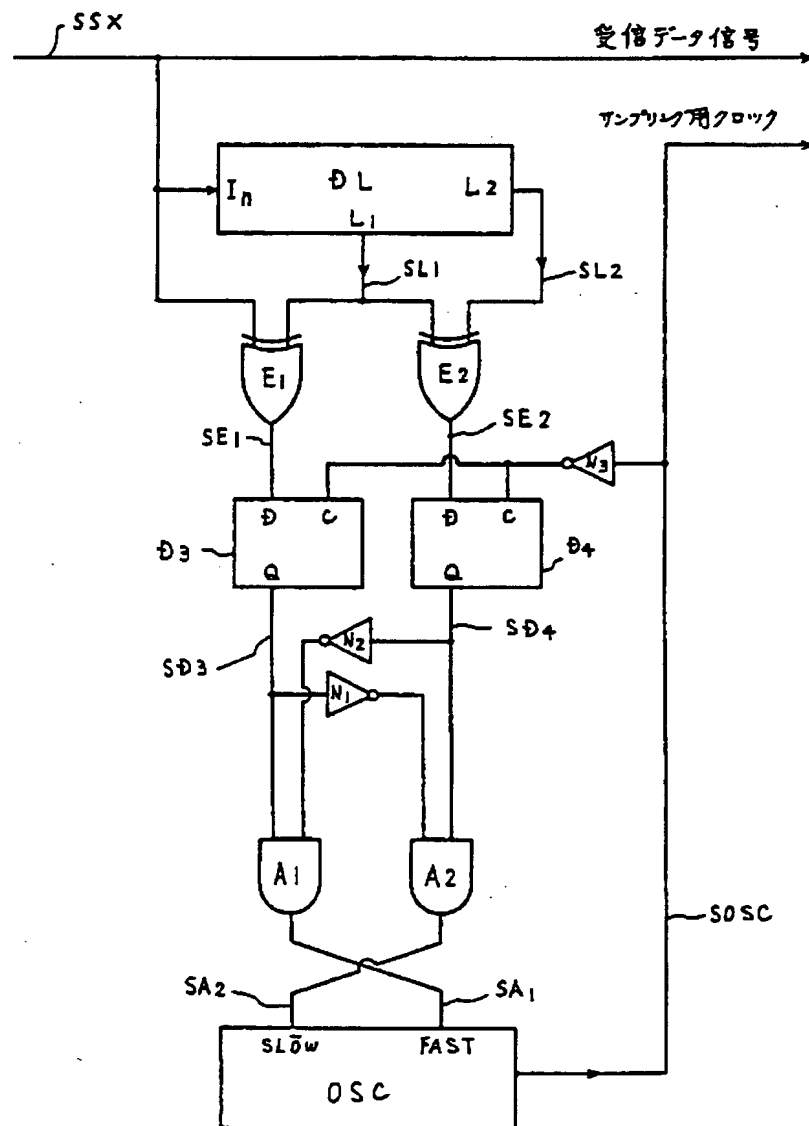 SSX
受信データ信号
サンプリング用クロック
In
DL
L2
L1
SL1
SL2
E1
E2
SE1
SE2
N3
D C
D C
D3
D4
Q
Q
N2
SD4
SD3
N1
A1
A2
SOSC
SA2
SA1
SLOW
FAST
OSC